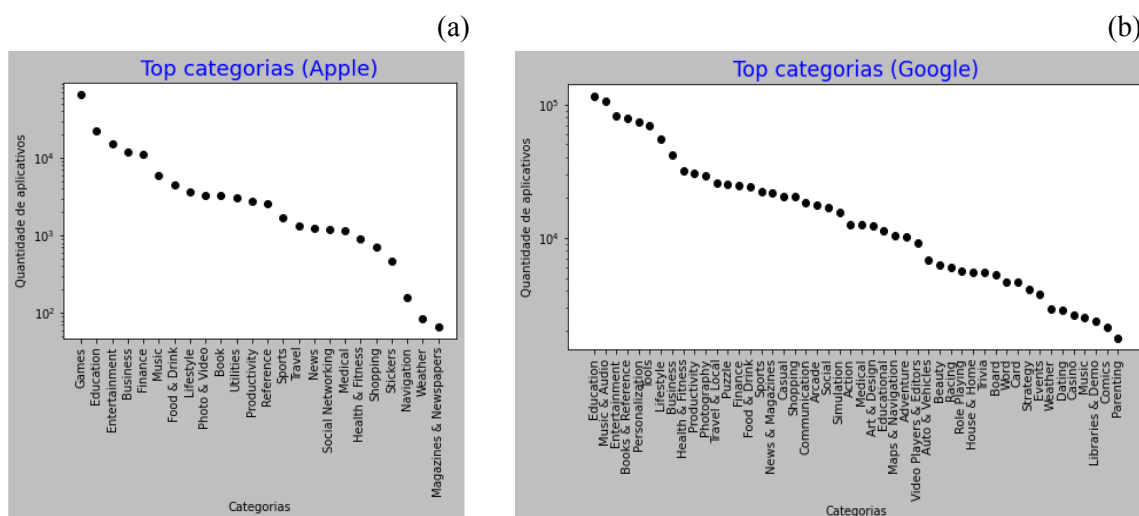 (a)
Top categorias (Apple)
Quantidade de aplicativos
10^4
10^3
10^2
Games
Education
Entertainment
Business
Finance
Music
Food & Drink
Lifestyle
Photo & Video
Book
Utilities
Productivity
Reference
Sports
Travel
News
Social Networking
Medical
Health & Fitness
Shopping
Stickers
Navigation
Weather
Magazines & Newspapers
Categorias
(b)
Top categorias (Google)
Quantidade de aplicativos
10^5
10^4
Education
Music & Audio
Entertainment
Books & Reference
Personalization
Tools
Lifestyle
Business
Health & Fitness
Productivity
Photography
Travel & Local
Puzzle
Finance
Food & Drink
Sports
News & Magazines
Casual
Shopping
Communication
Arcade
Social
Simulation
Action
Medical
Art & Design
Educational
Maps & Navigation
Adventure
Video Players & Editors
Auto & Vehicles
Beauty
Racing
Role Playing
House & Home
Trivia
Board
Word
Card
Strategy
Events
Weather
Dating
Casino
Music
Libraries & Demo
Comics
Parenting
Categorias